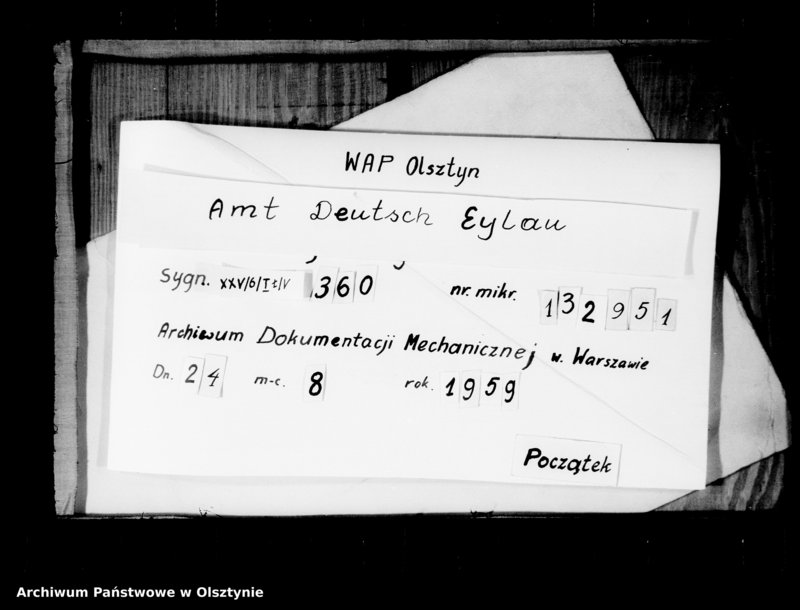 WAP Olsztyn
Amt Deutsch Eylau
Sygn. XXV/6/I 360 nr. mikr. 132951
Archiwum Dokumentacji Mechanicznej w. Warszawie
Dn. 24 m-c. 8 rok. 1959
Początek
Archiwum Państwowe w Olsztynie